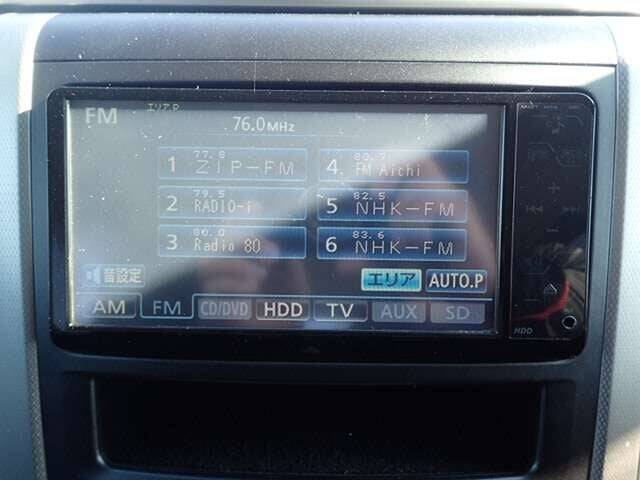 FM エリア P
76.0MHz
77.8
1 ZIP-FM
80.7
4. FM Aichi
79.5
2 RADIO-i
82.5
5 NHK-FM
80.0
3 Radio 80
83.6
6 NHK-FM
音設定 エリア AUTO.P
AM FM CD/DVD HDD TV AUX SD
HDD